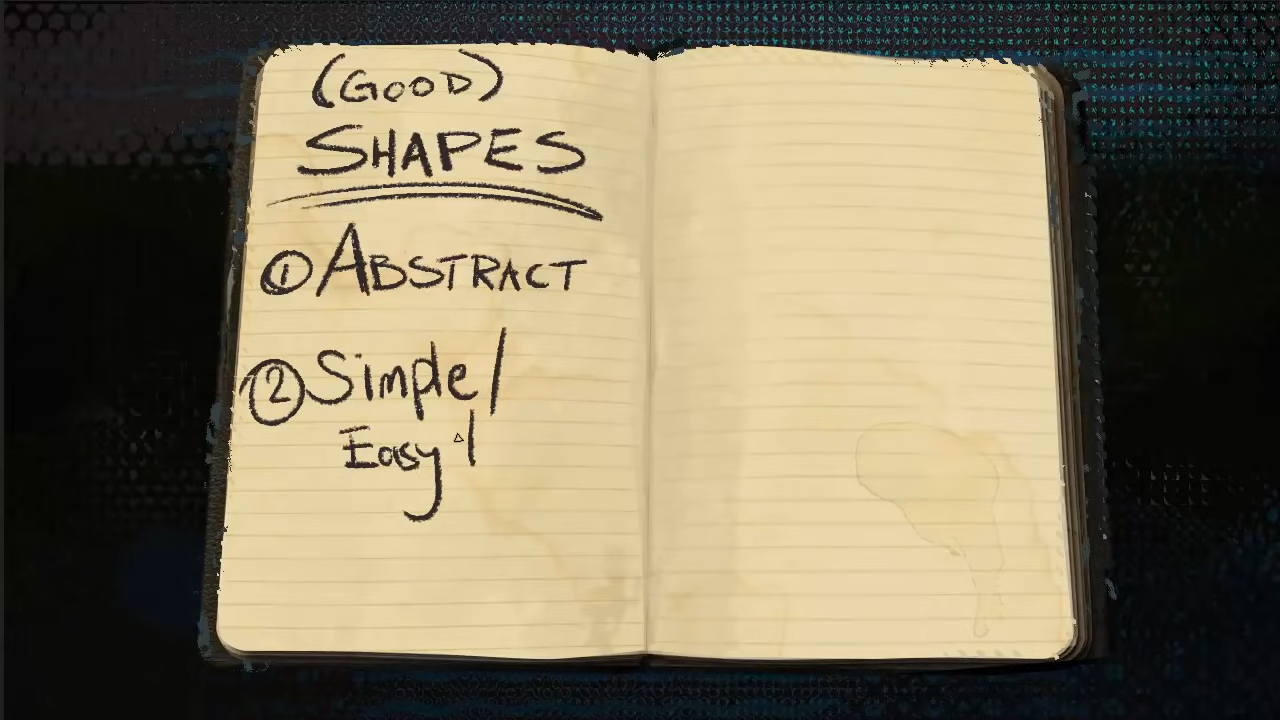 (GOOD)
SHAPES
① ABSTRACT
② Simple/
Easy